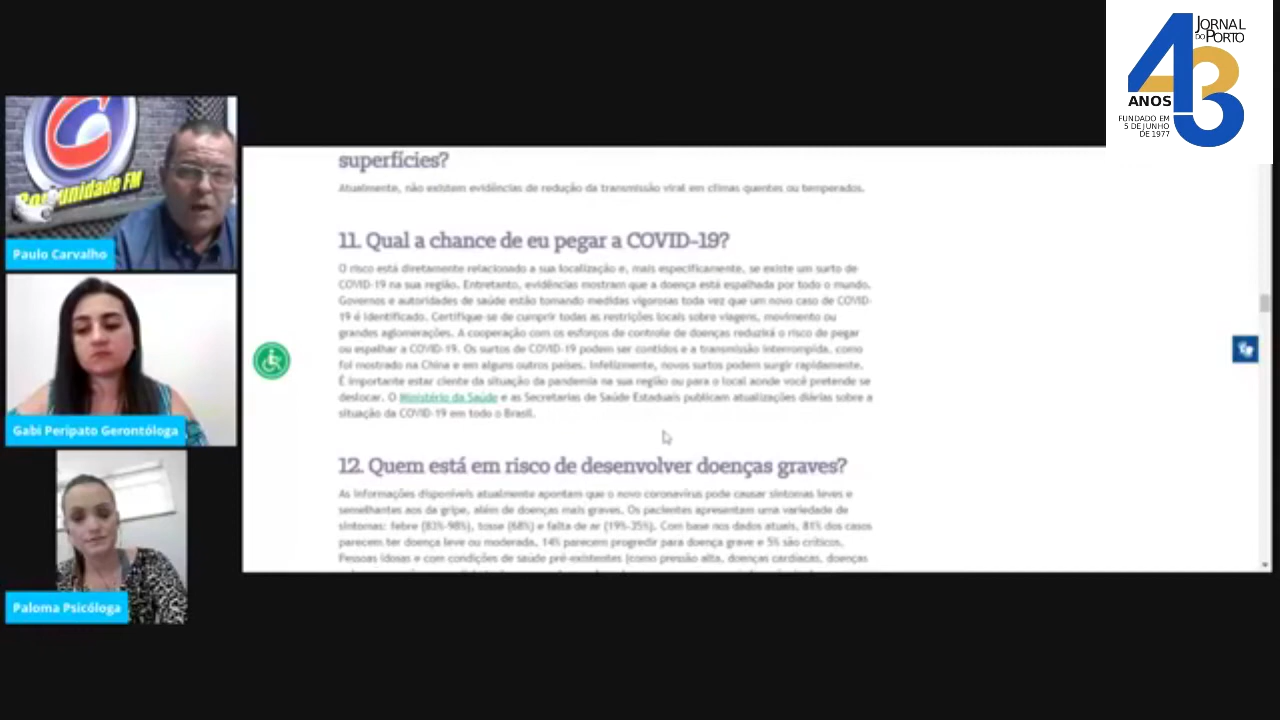 JORNAL
DO PORTO
43
ANOS
FUNDADO EM
5 DE JUNHO
DE 1977
Comunidade FM
Paulo Carvalho
Gabi Peripato Gerontóloga
Paloma Psicóloga
superfícies?
Atualmente, não existem evidências de redução da transmissão viral em climas quentes ou temperados.
11. Qual a chance de eu pegar a COVID-19?
O risco está diretamente relacionado a sua localização e, mais especificamente, se existe um surto de
COVID-19 na sua região. Entretanto, evidências mostram que a doença está espalhada por todo o mundo.
Governos e autoridades de saúde estão tomando medidas vigorosas toda vez que um novo caso de COVID-
19 é identificado. Certifique-se de cumprir todas as restrições locais sobre viagens, movimento ou
grandes aglomerações. A cooperação com os esforços de controle de doenças reduzirá o risco de pegar
ou espalhar a COVID-19. Os surtos de COVID-19 podem ser contidos e a transmissão interrompida, como
foi mostrado na China e em alguns outros países. Infelizmente, novos surtos podem surgir rapidamente.
É importante estar ciente da situação da pandemia na sua região ou para o local aonde você pretende se
deslocar. O Ministério da Saúde e as Secretarias de Saúde Estaduais publicam atualizações diárias sobre a
situação da COVID-19 em todo o Brasil.
12. Quem está em risco de desenvolver doenças graves?
As informações disponíveis atualmente apontam que o novo coronavírus pode causar sintomas leves e
semelhantes aos da gripe, além de doenças mais graves. Os pacientes apresentam uma variedade de
sintomas: febre (83%-98%), tosse (68%) e falta de ar (19%-35%). Com base nos dados atuais, 81% dos casos
parecem ter doença leve ou moderada, 14% parecem progredir para doença grave e 5% são críticos.
Pessoas idosas e com condições de saúde pré-existentes (como pressão alta, doenças cardíacas, doenças